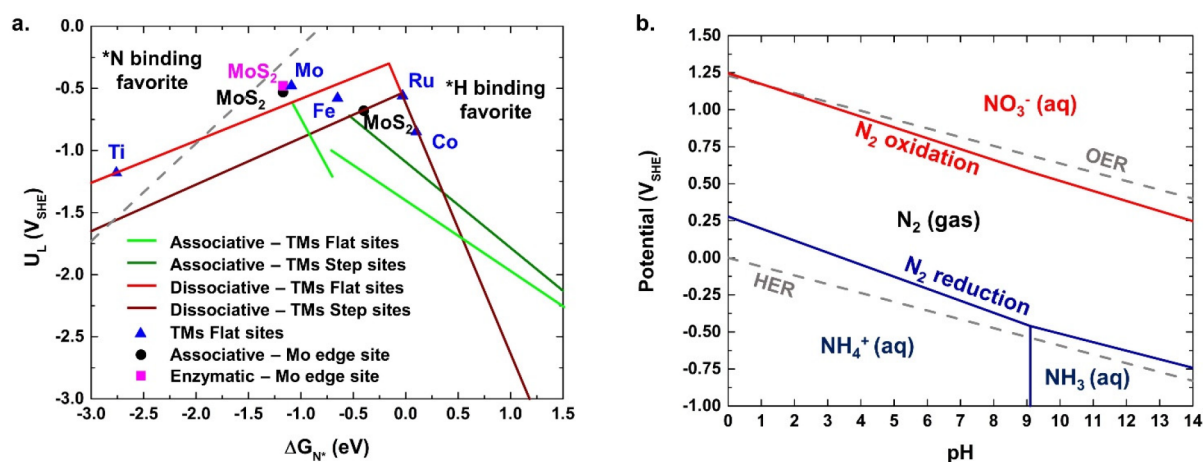 a.
0.0
-0.5
-1.0
-1.5
-2.0
-2.5
-3.0
U_L (V_SHE)
*N binding
favorite
MoS₂
Mo
MoS₂
Fe
MoS₂
Ru
*H binding
favorite
Co
Ti
Associative – TMs Flat sites
Associative – TMs Step sites
Dissociative – TMs Flat sites
Dissociative – TMs Step sites
TMs Flat sites
Associative – Mo edge site
Enzymatic – Mo edge site
-3.0 -2.5 -2.0 -1.5 -1.0 -0.5 0.0 0.5 1.0 1.5
ΔG_N* (eV)
b.
1.50
1.25
1.00
0.75
0.50
0.25
0.00
-0.25
-0.50
-0.75
-1.00
Potential (V_SHE)
NO₃⁻ (aq)
OER
N₂ oxidation
N₂ (gas)
N₂ reduction
HER
NH₄⁺ (aq)
NH₃ (aq)
0 1 2 3 4 5 6 7 8 9 10 11 12 13 14
pH